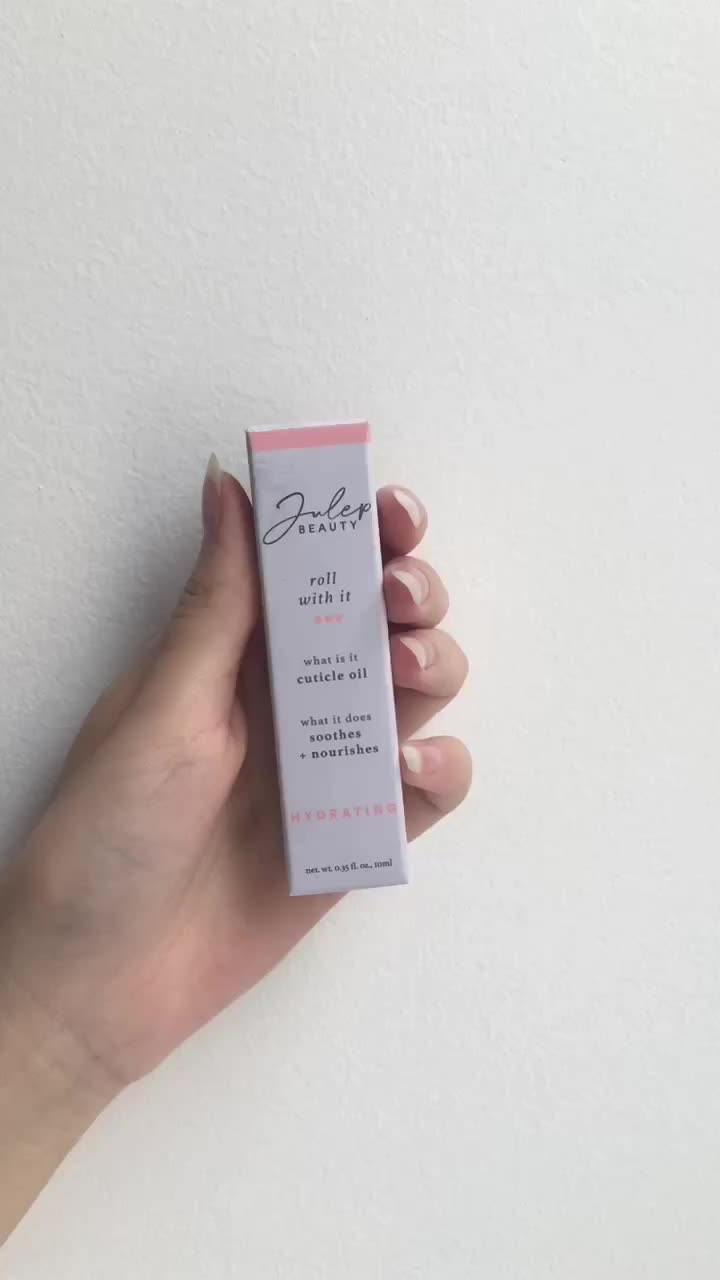 Julep
BEAUTY
roll
with it
what is it
cuticle oil
what it does
soothes
+ nourishes
HYDRATING
net. wt. 0.35 fl. oz., 10ml